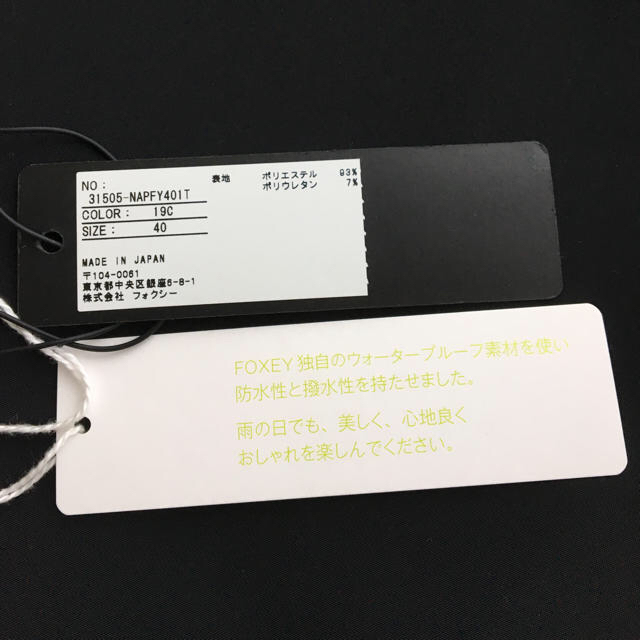 NO:
31505-NAPFY401T
COLOR: 19C
SIZE: 40
表地 ポリエステル 93%
ポリウレタン 7%
MADE IN JAPAN
〒104-0061
東京都中央区銀座6-8-1
株式会社 フォクシー
FOXEY 独自のウォータープルーフ素材を使い
防水性と撥水性を持たせました。
雨の日でも、美しく、心地良く
おしゃれを楽しんでください。